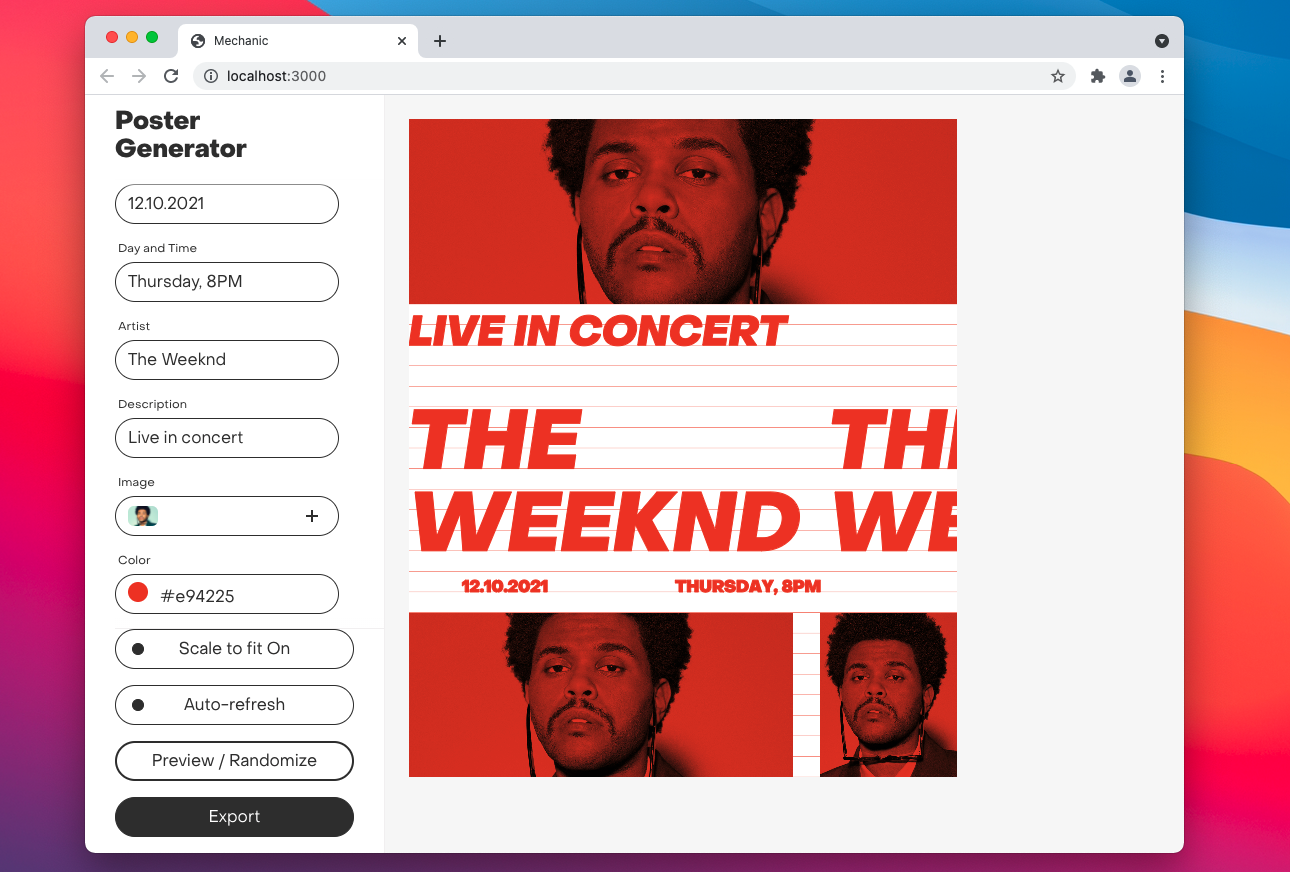 Mechanic
localhost:3000
Poster
Generator
12.10.2021
Day and Time
Thursday, 8PM
Artist
The Weeknd
Description
Live in concert
Image
Color
#e94225
Scale to fit On
Auto-refresh
Preview / Randomize
Export
LIVE IN CONCERT
THE THE
WEEKND WE
12.10.2021 THURSDAY, 8PM